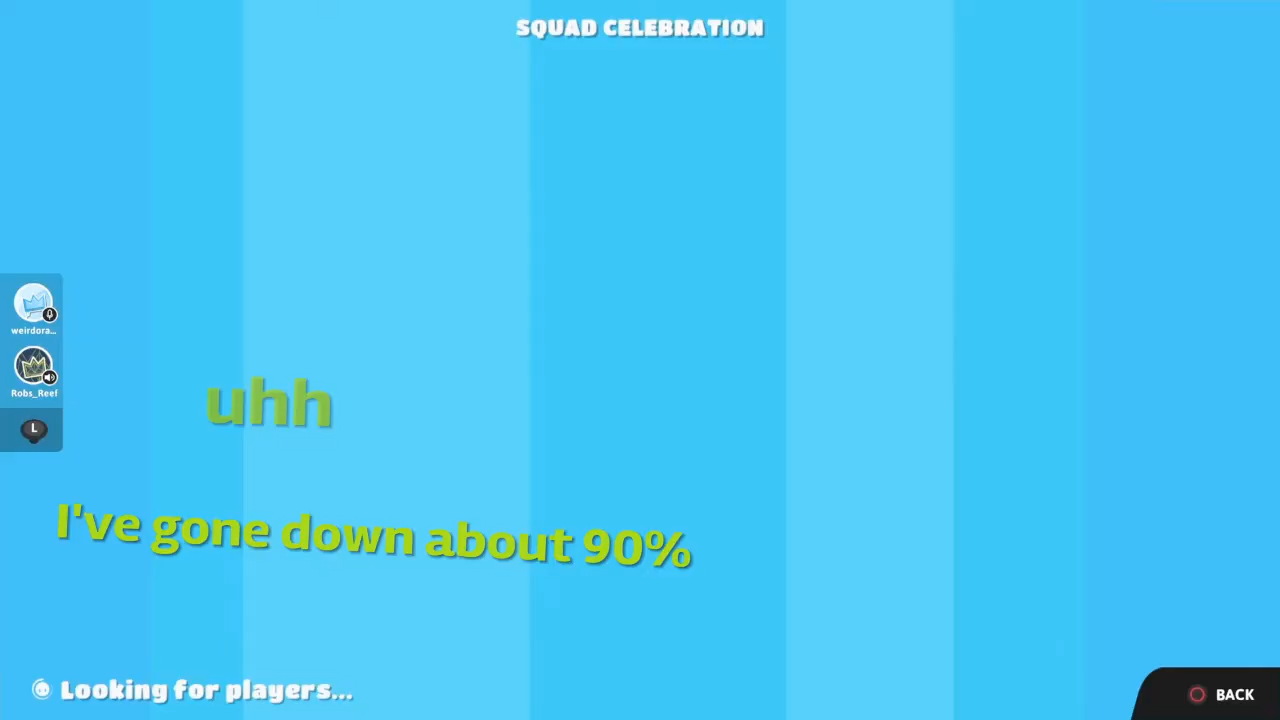 SQUAD CELEBRATION
weirdora...
Robs_Reef
L
uhh
I've gone down about 90%
Looking for players...
BACK